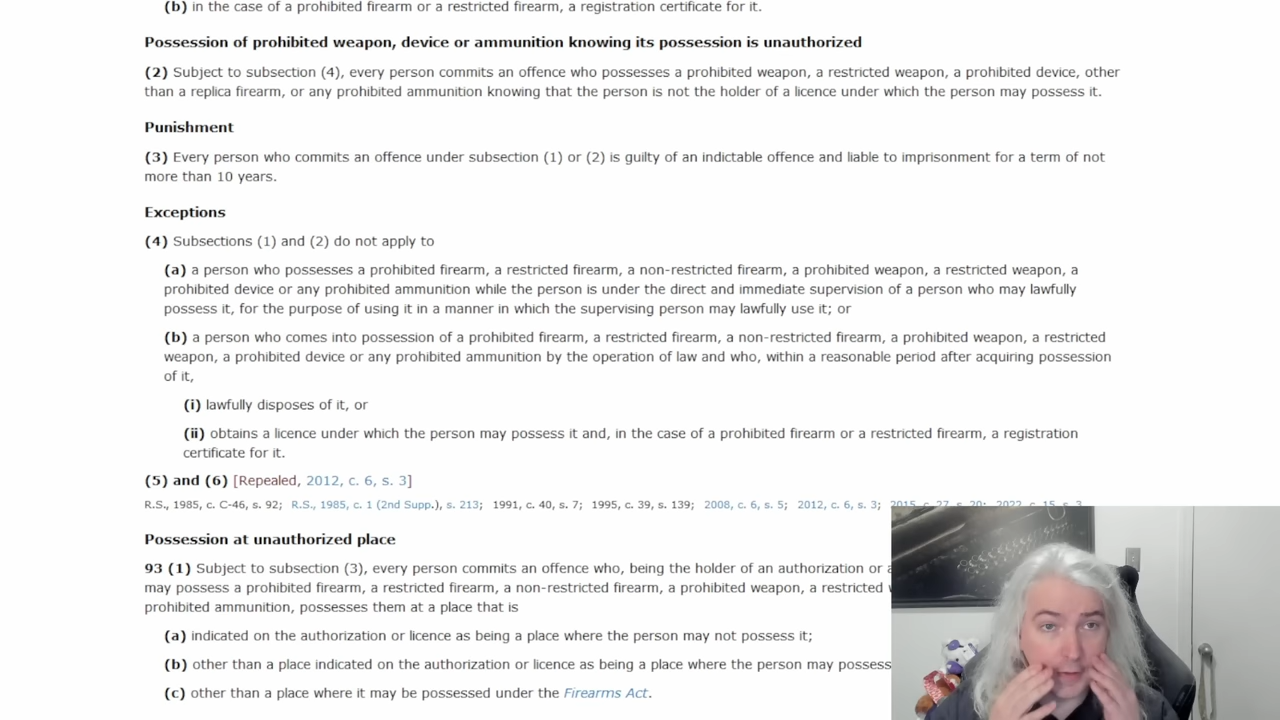 (b) in the case of a prohibited firearm or a restricted firearm, a registration certificate for it.
Possession of prohibited weapon, device or ammunition knowing its possession is unauthorized
(2) Subject to subsection (4), every person commits an offence who possesses a prohibited weapon, a restricted weapon, a prohibited device, other
than a replica firearm, or any prohibited ammunition knowing that the person is not the holder of a licence under which the person may possess it.
Punishment
(3) Every person who commits an offence under subsection (1) or (2) is guilty of an indictable offence and liable to imprisonment for a term of not
more than 10 years.
Exceptions
(4) Subsections (1) and (2) do not apply to
(a) a person who possesses a prohibited firearm, a restricted firearm, a non-restricted firearm, a prohibited weapon, a restricted weapon, a
prohibited device or any prohibited ammunition while the person is under the direct and immediate supervision of a person who may lawfully
possess it, for the purpose of using it in a manner in which the supervising person may lawfully use it; or
(b) a person who comes into possession of a prohibited firearm, a restricted firearm, a non-restricted firearm, a prohibited weapon, a restricted
weapon, a prohibited device or any prohibited ammunition by the operation of law and who, within a reasonable period after acquiring possession
of it,
(i) lawfully disposes of it, or
(ii) obtains a licence under which the person may possess it and, in the case of a prohibited firearm or a restricted firearm, a registration
certificate for it.
(5) and (6) [Repealed, 2012, c. 6, s. 3]
R.S., 1985, c. C-46, s. 92; R.S., 1985, c. 1 (2nd Supp.), s. 213; 1991, c. 40, s. 7; 1995, c. 39, s. 139; 2008, c. 6, s. 5; 2012, c. 6, s. 3; 2015, c. 27, s. 20; 2022, c. 15, s. 3
Possession at unauthorized place
93 (1) Subject to subsection (3), every person commits an offence who, being the holder of an authorization or a
may possess a prohibited firearm, a restricted firearm, a non-restricted firearm, a prohibited weapon, a restricted
prohibited ammunition, possesses them at a place that is
(a) indicated on the authorization or licence as being a place where the person may not possess it;
(b) other than a place indicated on the authorization or licence as being a place where the person may possess
(c) other than a place where it may be possessed under the Firearms Act.